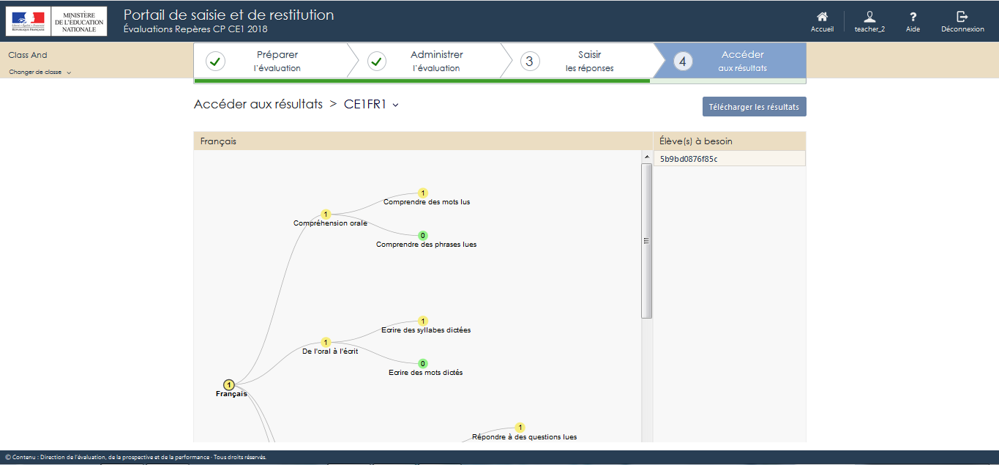 MINISTÈRE
DE L'ÉDUCATION
NATIONALE
Liberté • Égalité • Fraternité
RÉPUBLIQUE FRANÇAISE
Portail de saisie et de restitution
Évaluations Repères CP CE1 2018
Accueil
teacher_2
?
Aide
Déconnexion
Class And
Changer de classe
Préparer
l'évaluation
Administrer
l'évaluation
3
Saisir
les réponses
4
Accéder
aux résultats
Accéder aux résultats > CE1FR1
Télécharger les résultats
Français
Élève(s) à besoin
5b9bd0876f85c
1
Comprendre des mots lus
1
Compréhension orale
0
Comprendre des phrases lues
1
Ecrire des syllabes dictées
1
De l'oral à l'écrit
0
Ecrire des mots dictés
1
Français
1
Répondre à des questions lues
© Contenu : Direction de l'évaluation, de la prospective et de la performance - Tous droits réservés.